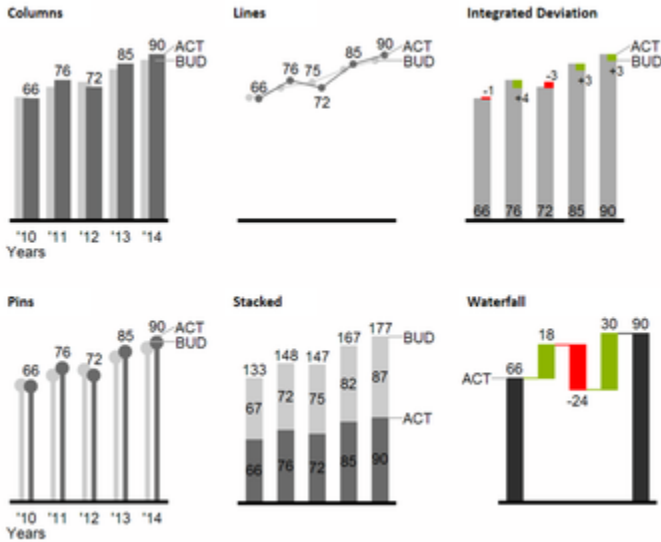 Columns
90 ACT
85 BUD
76
72
66
'10 '11 '12 '13 '14
Years
Lines
90 ACT
85 BUD
76 75
66
72
Integrated Deviation
ACT
BUD
-1 +4 -3 +3 +3
66 76 72 85 90
Pins
90 ACT
85 BUD
76
72
66
'10 '11 '12 '13 '14
Years
Stacked
177
167 BUD
148 147
133
67 72 75 82 87
ACT
66 76 72 85 90
Waterfall
18 30 90
66
ACT
-24